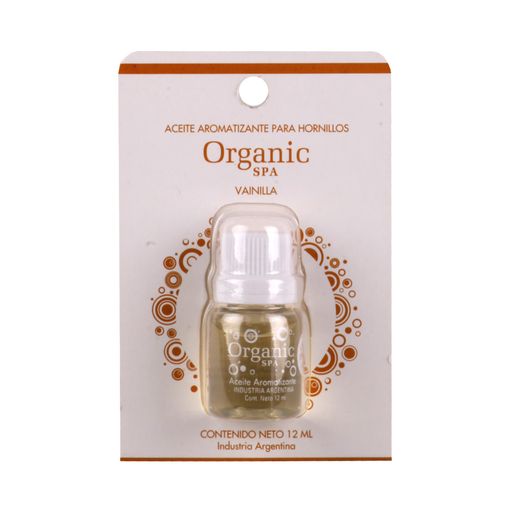 ACEITE AROMATIZANTE PARA HORNILLOS
Organic
SPA
VAINILLA
Organic
SPA
Aceite Aromatizante
INDUSTRIA ARGENTINA
Cont. Neto 12 ml
CONTENIDO NETO 12 ML
Industria Argentina